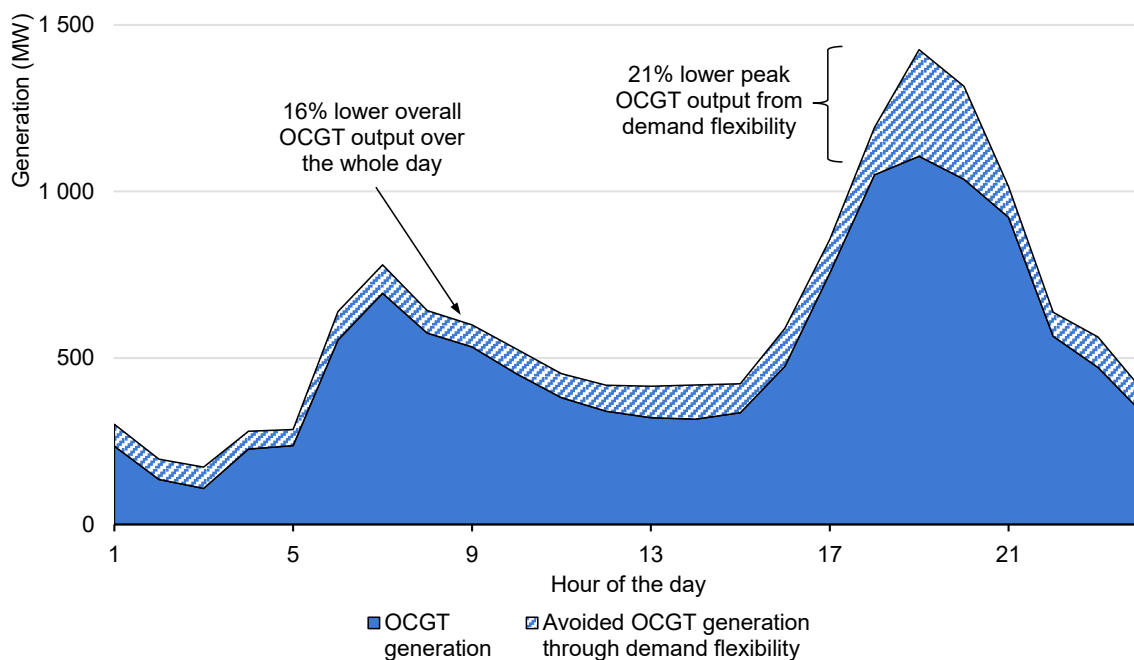 Generation (MW)
1 500
1 000
500
0
16% lower overall
OCGT output over
the whole day
21% lower peak
OCGT output from
demand flexibility
1
5
9
13
17
21
Hour of the day
OCGT
generation
Avoided OCGT generation
through demand flexibility